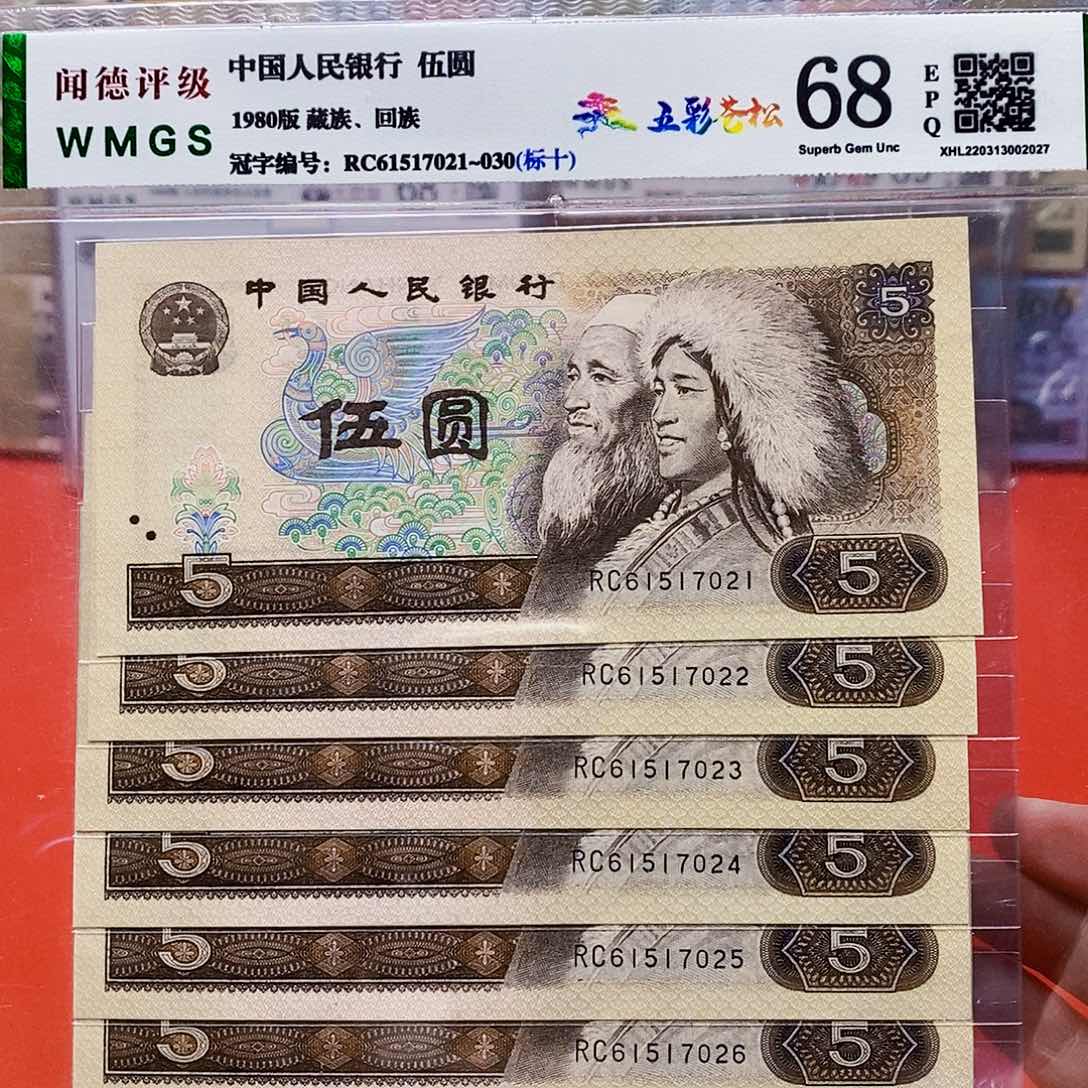 闻德评级
WMGS
中国人民银行 伍圆
1980版 藏族、回族
冠字编号：RC61517021~030(标十)
五彩苍松
68
Superb Gem Unc
EPQ
XHL220313002027
中国人民银行
5
伍圆
5
RC61517021
5
5
RC61517022
5
5
RC61517023
5
5
RC61517024
5
5
RC61517025
5
5
RC61517026
5